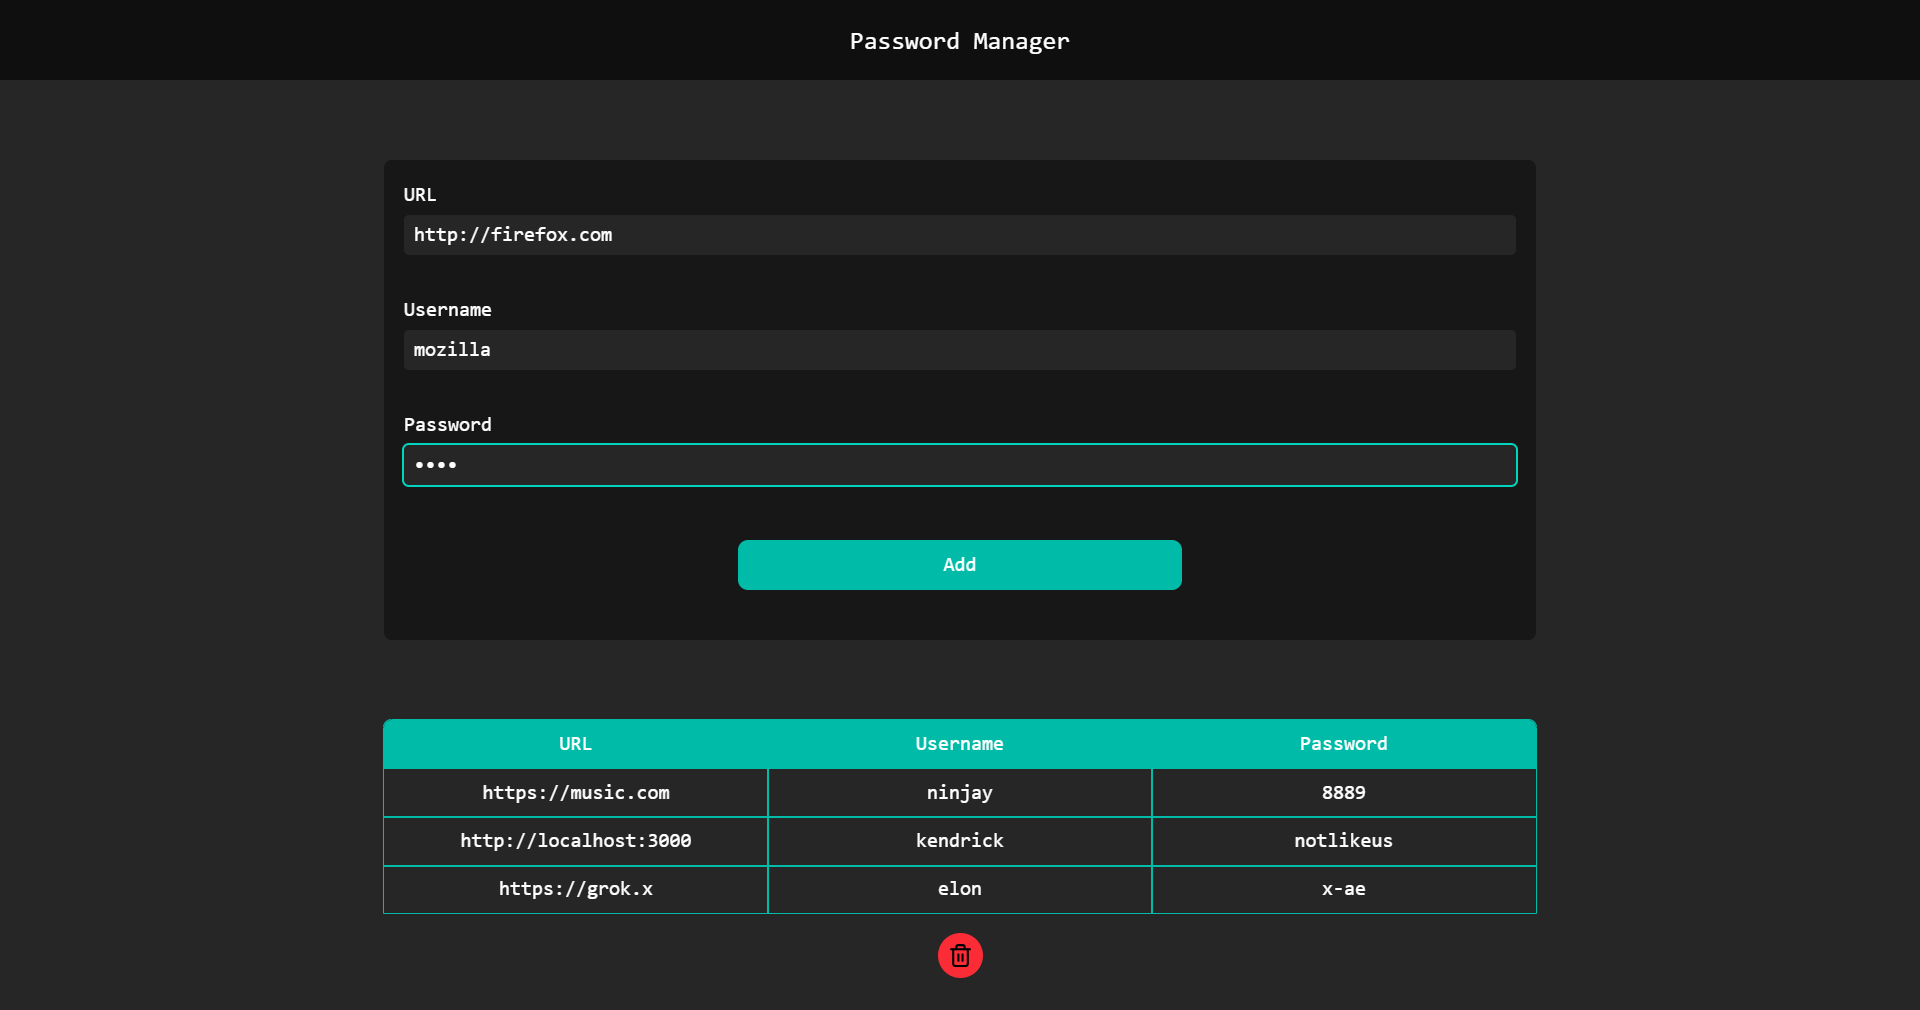 Password Manager
URL
http://firefox.com
Username
mozilla
Password
••••
Add
URL Username Password
https://music.com ninjay 8889
http://localhost:3000 kendrick notlikeus
https://grok.x elon x-ae